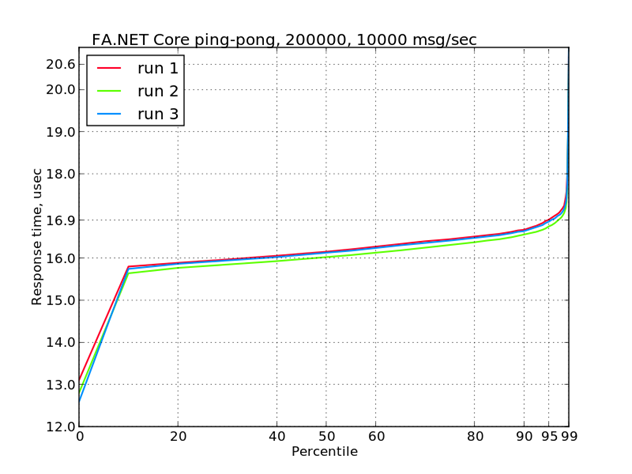 FA.NET Core ping-pong, 200000, 10000 msg/sec
run 1
run 2
run 3
20.6
20.0
19.0
18.0
16.9
16.0
15.0
14.0
13.0
12.0
Response time, usec
0 20 40 60 80 90 95 99
Percentile